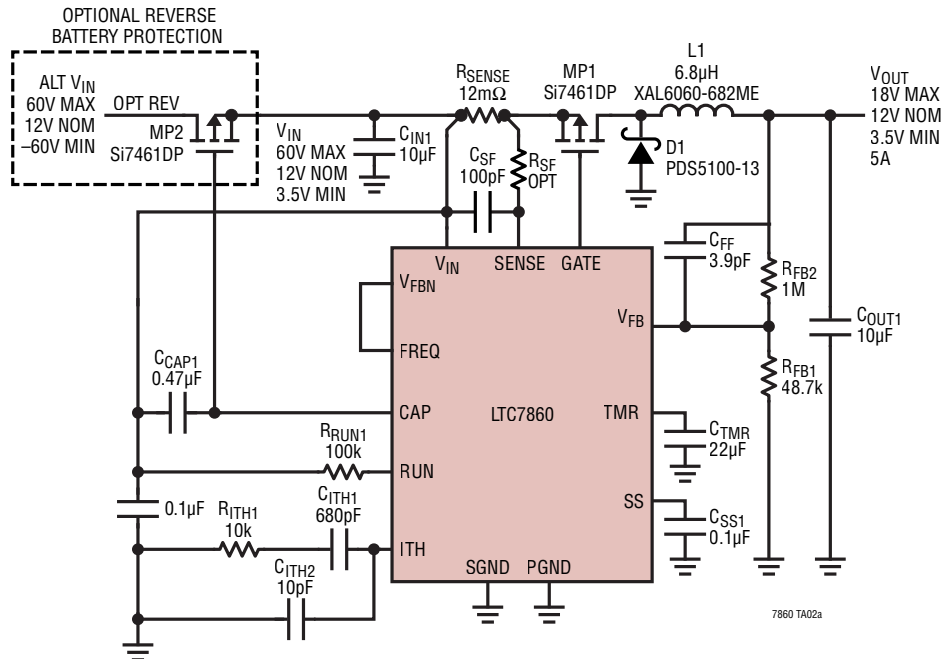 OPTIONAL REVERSE
BATTERY PROTECTION
ALT VIN
60V MAX
12V NOM
–60V MIN
OPT REV
MP2
Si7461DP
VIN
60V MAX
12V NOM
3.5V MIN
CIN1
10µF
RSENSE
12mΩ
CSF
100pF
RSF
OPT
MP1
Si7461DP
L1
6.8µH
XAL6060-682ME
D1
PDS5100-13
VOUT
18V MAX
12V NOM
3.5V MIN
5A
VIN
SENSE
GATE
VFBN
FREQ
CAP
RUN
ITH
LTC7860
VFB
TMR
SS
SGND
PGND
CFF
3.9pF
RFB2
1M
RFB1
48.7k
COUT1
10µF
CTMR
22µF
CSS1
0.1µF
CCAP1
0.47µF
RRUN1
100k
0.1µF
RITH1
10k
CITH1
680pF
CITH2
10pF
7860 TA02a